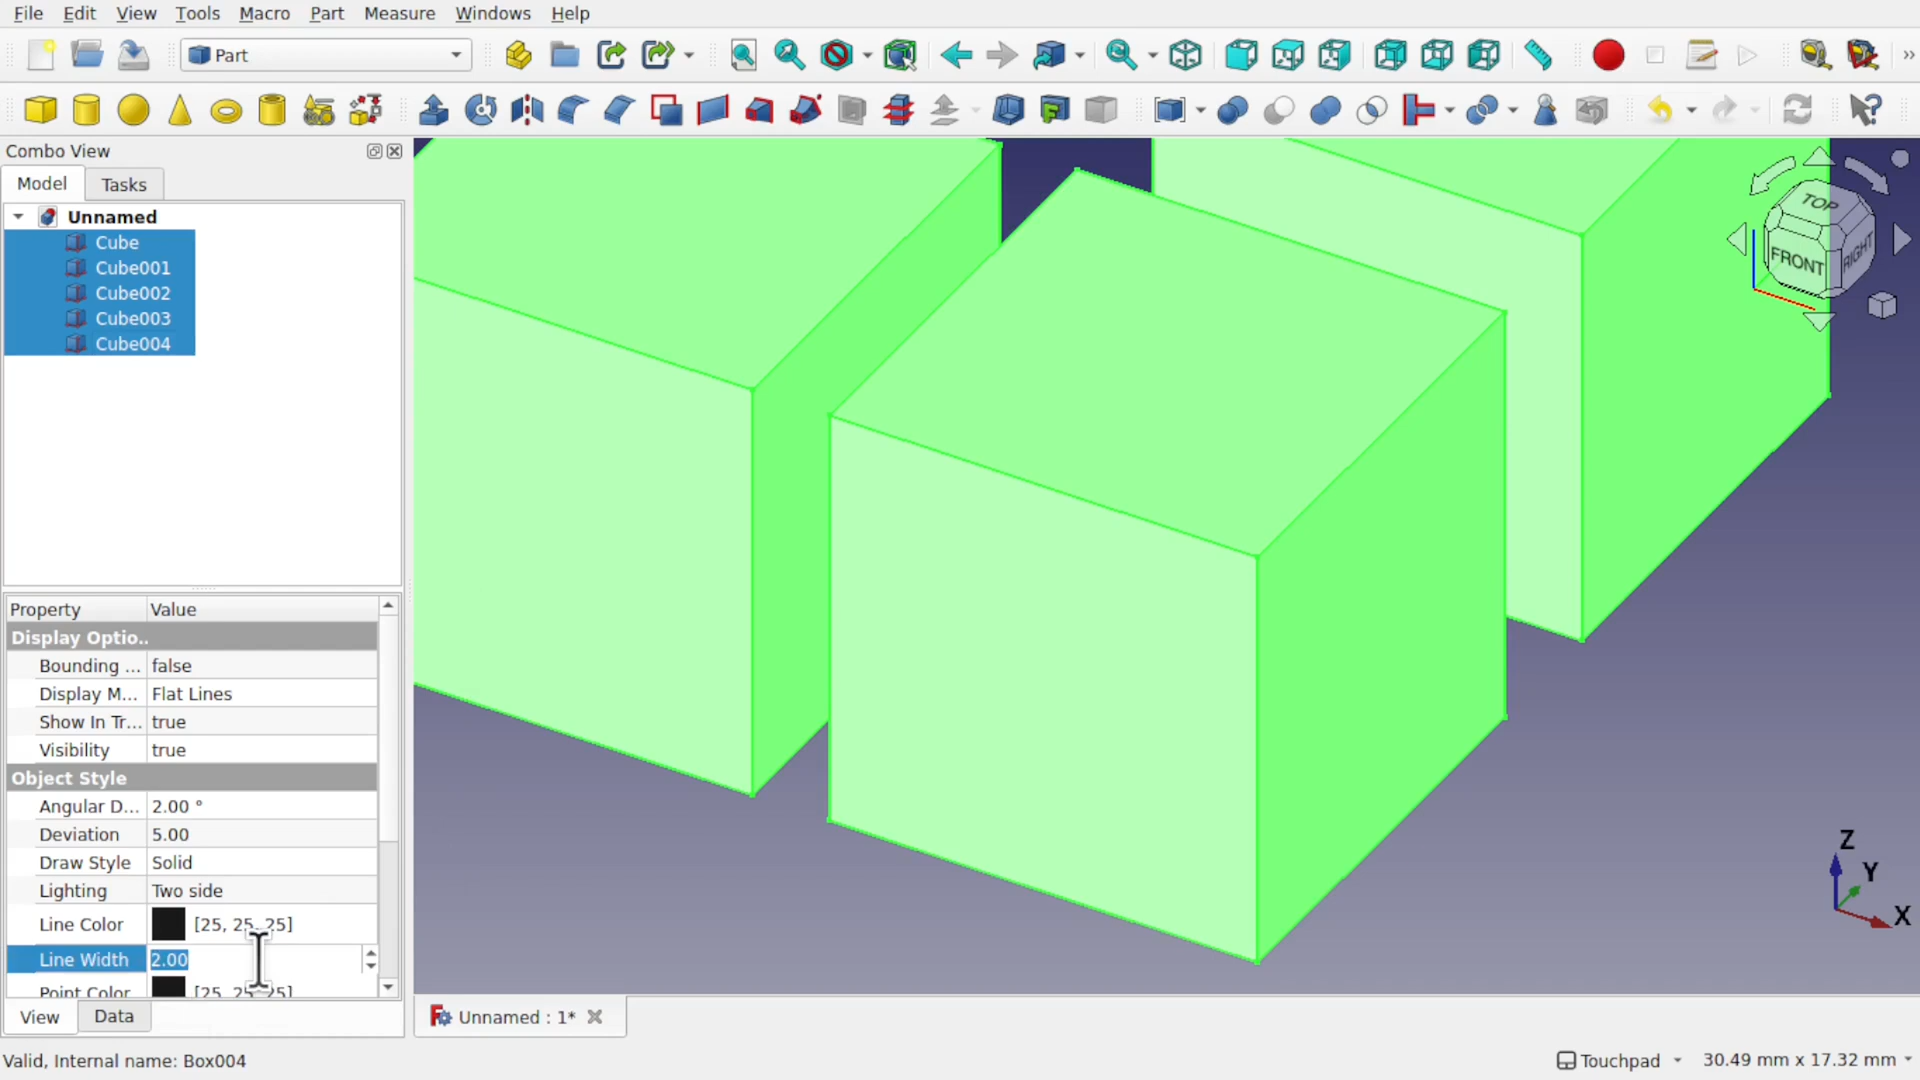 File Edit View Tools Macro Part Measure Windows Help
Part
Combo View
Model Tasks
Unnamed
Cube
Cube001
Cube002
Cube003
Cube004
TOP
FRONT RIGHT
Property Value
Display Optio..
Bounding ... false
Display M... Flat Lines
Show In Tr... true
Visibility true
Object Style
Angular D... 2.00 °
Deviation 5.00
Draw Style Solid
Lighting Two side
Line Color [25, 25, 25]
Line Width 2.00
Point Color [25, 25, 25]
Z
Y
X
View Data
Unnamed : 1*
Valid, Internal name: Box004
Touchpad 30.49 mm x 17.32 mm